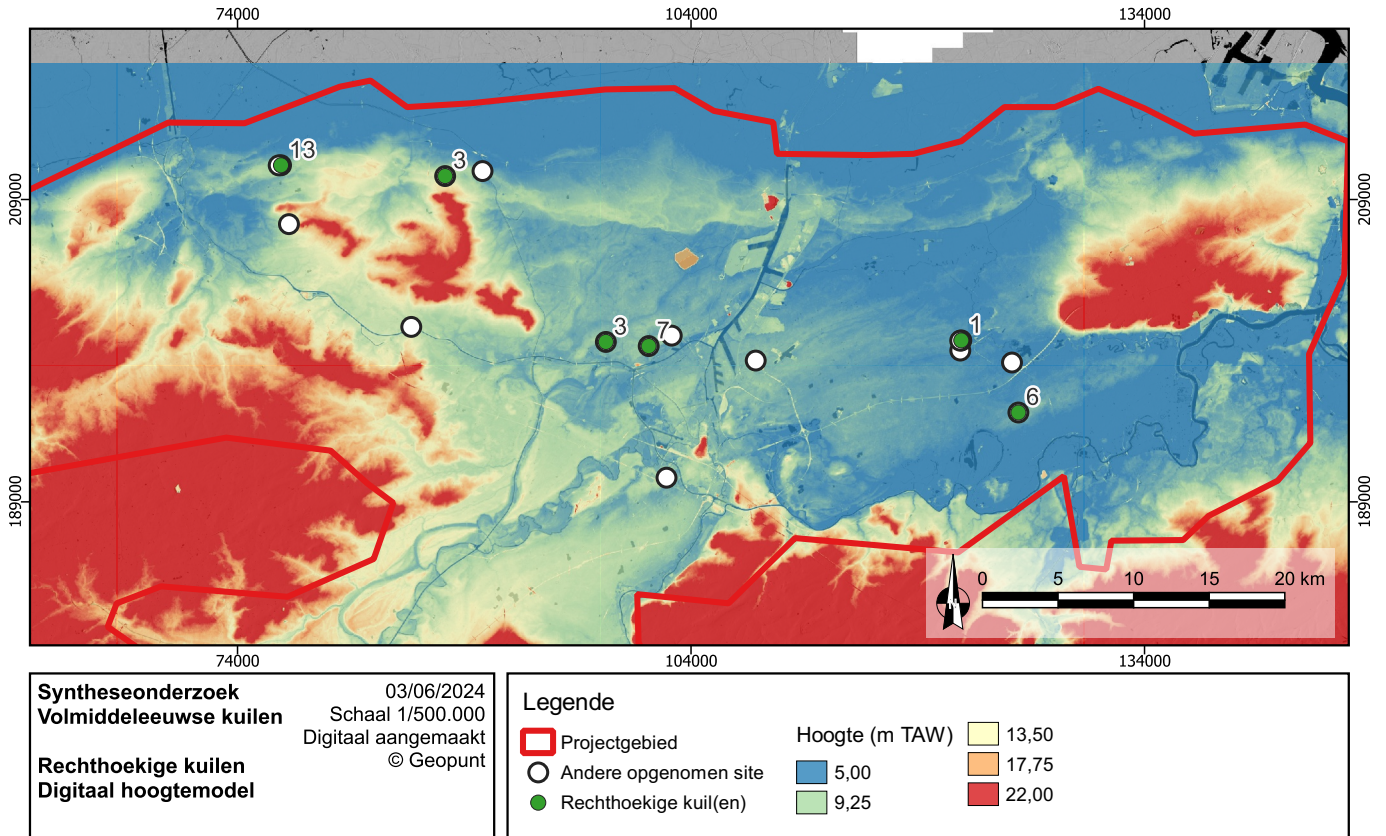 74000 104000 134000
13
3
209000 209000
3
7
1
6
189000 189000
0 5 10 15 20 km
N
74000 104000 134000
Syntheseonderzoek
Volmiddeleeuwse kuilen
Rechthoekige kuilen
Digitaal hoogtemodel
03/06/2024
Schaal 1/500.000
Digitaal aangemaakt
© Geopunt
Legende
Projectgebied
Andere opgenomen site
Rechthoekige kuil(en)
Hoogte (m TAW)
5,00
9,25
13,50
17,75
22,00